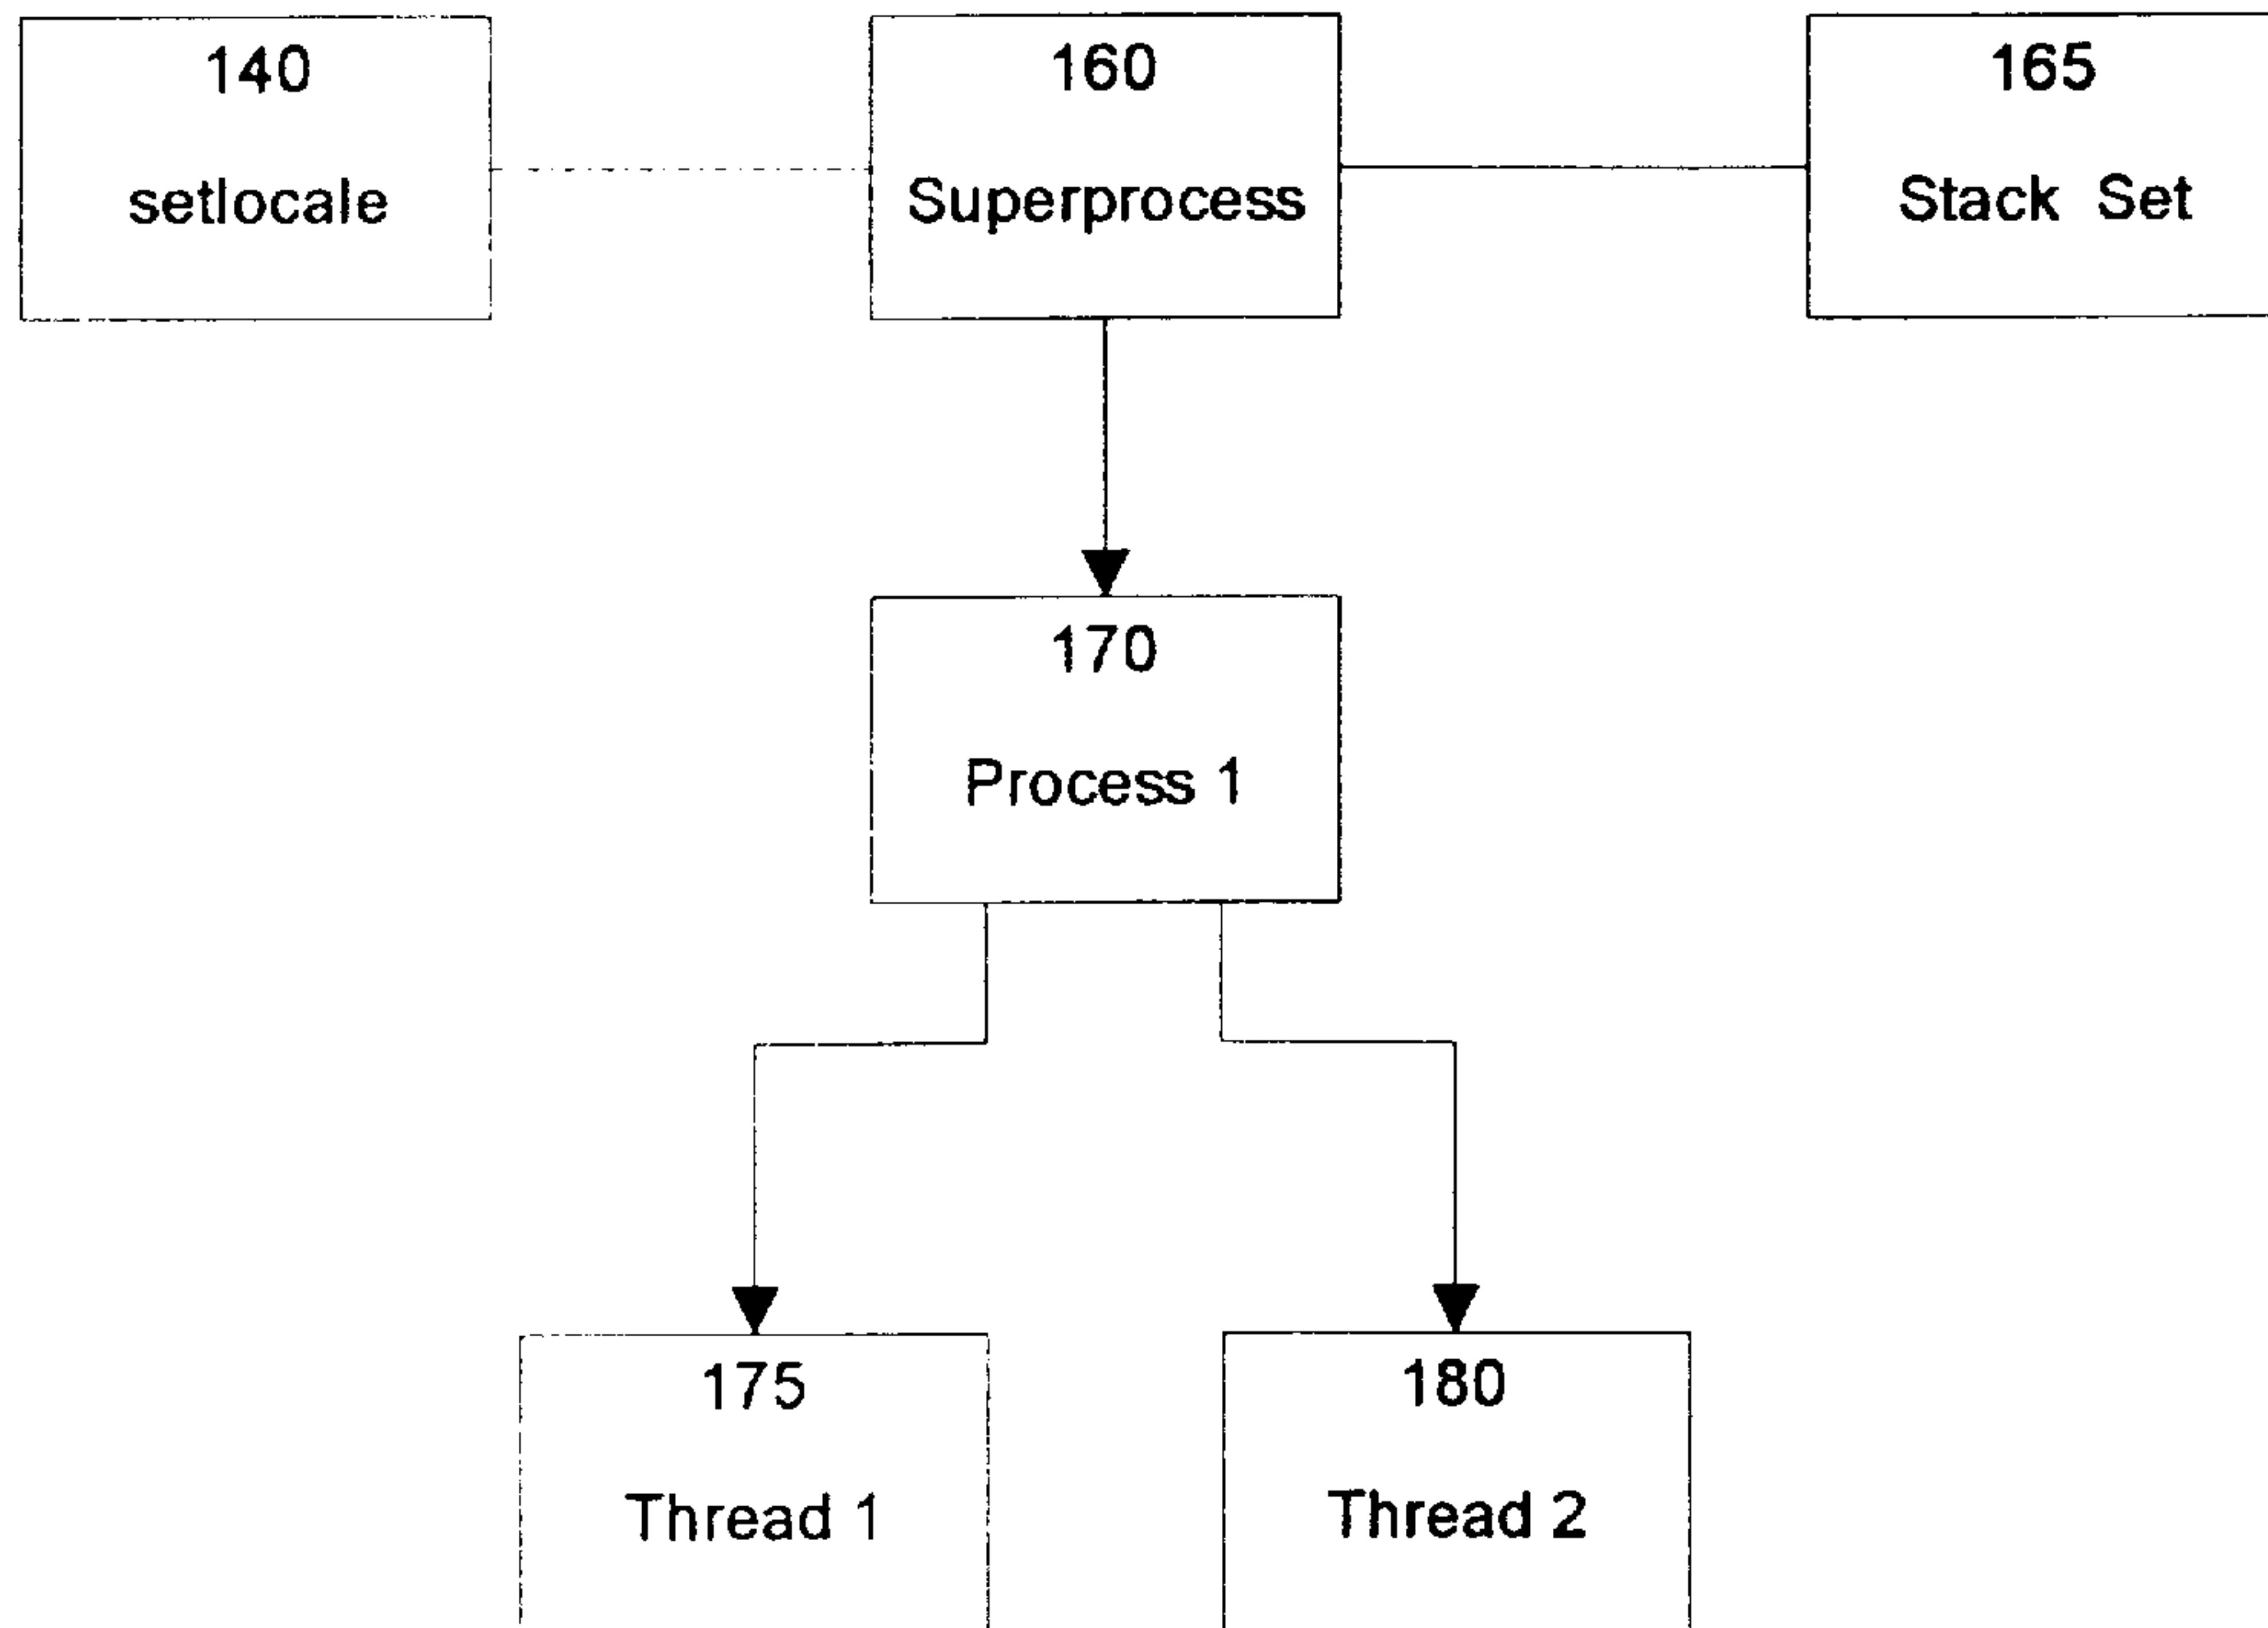 140
setlocale
160
Superprocess
165
Stack Set
170
Process 1
175
Thread 1
180
Thread 2